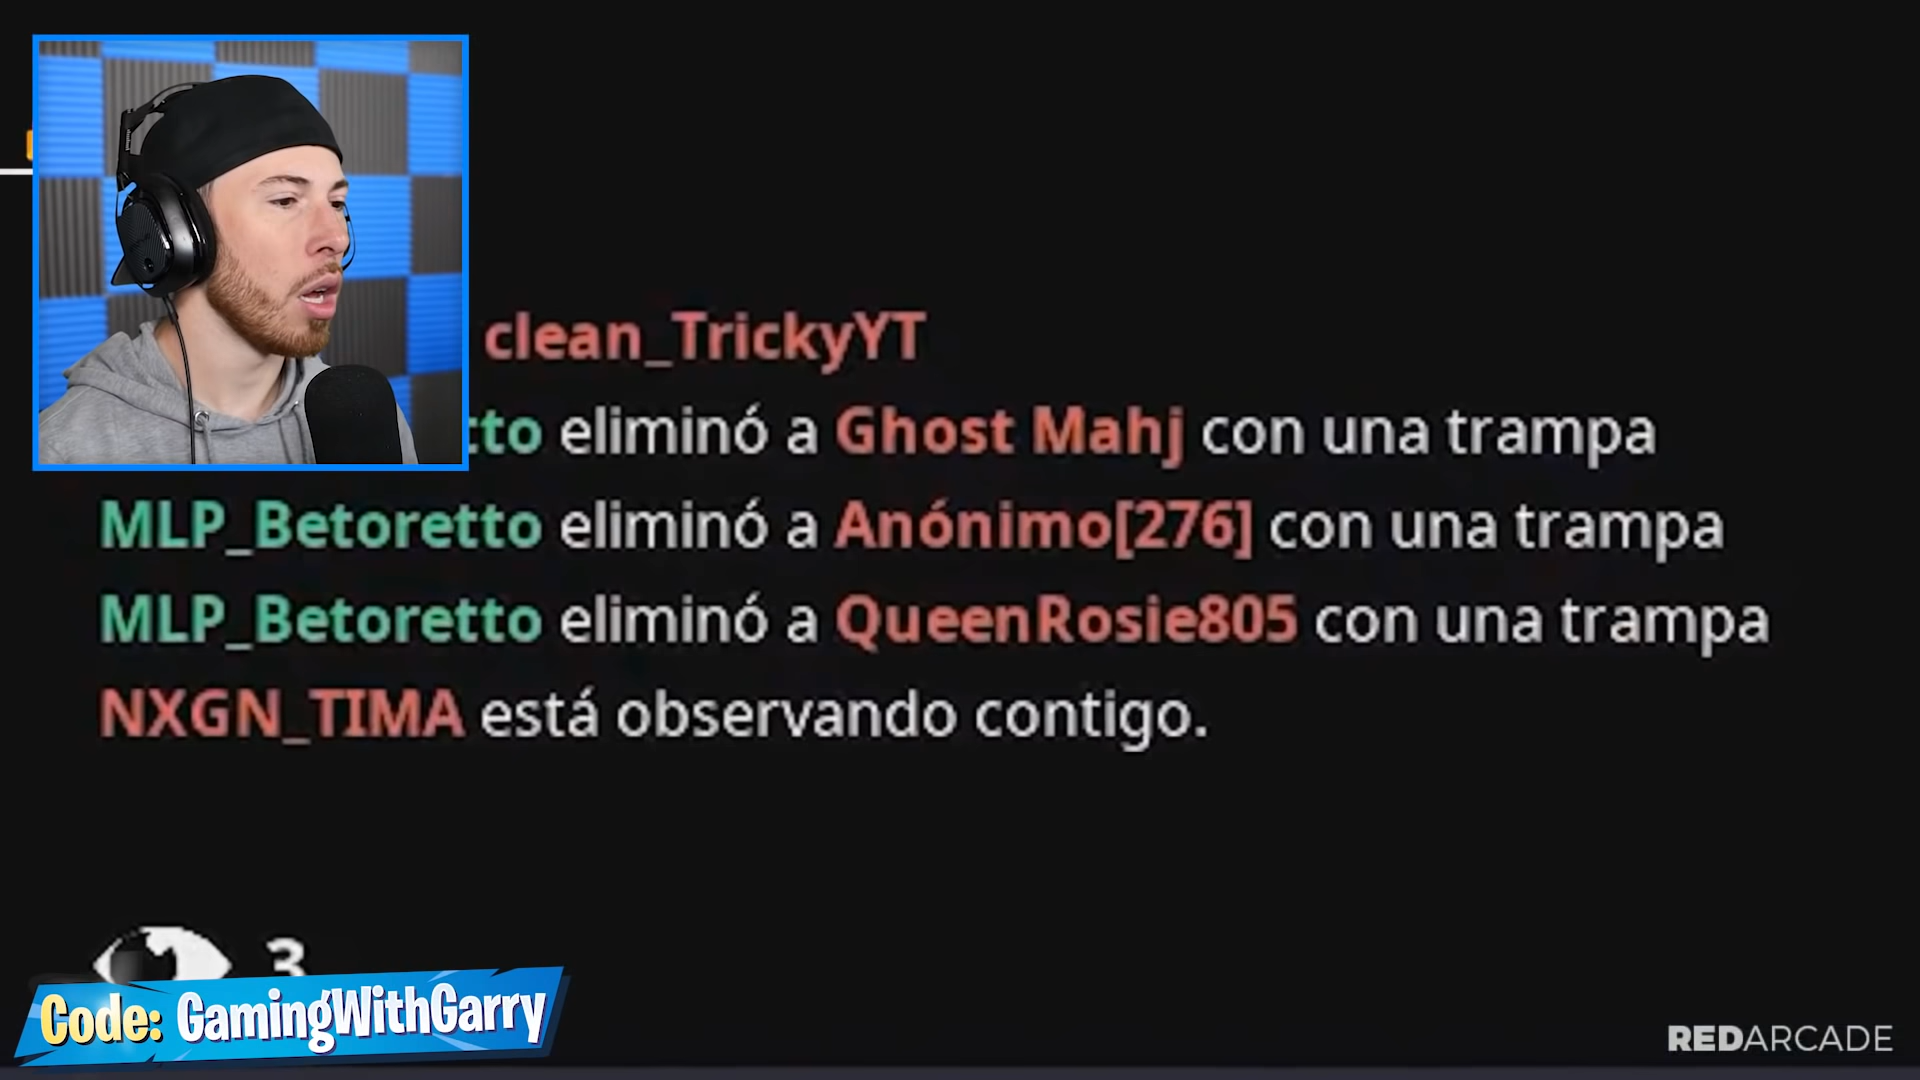 clean_TrickyYT
tto eliminó a Ghost Mahj con una trampa
MLP_Betoretto eliminó a Anónimo[276] con una trampa
MLP_Betoretto eliminó a QueenRosie805 con una trampa
NXGN_TIMA está observando contigo.
3
Code: GamingWithGarry
REDARCADE